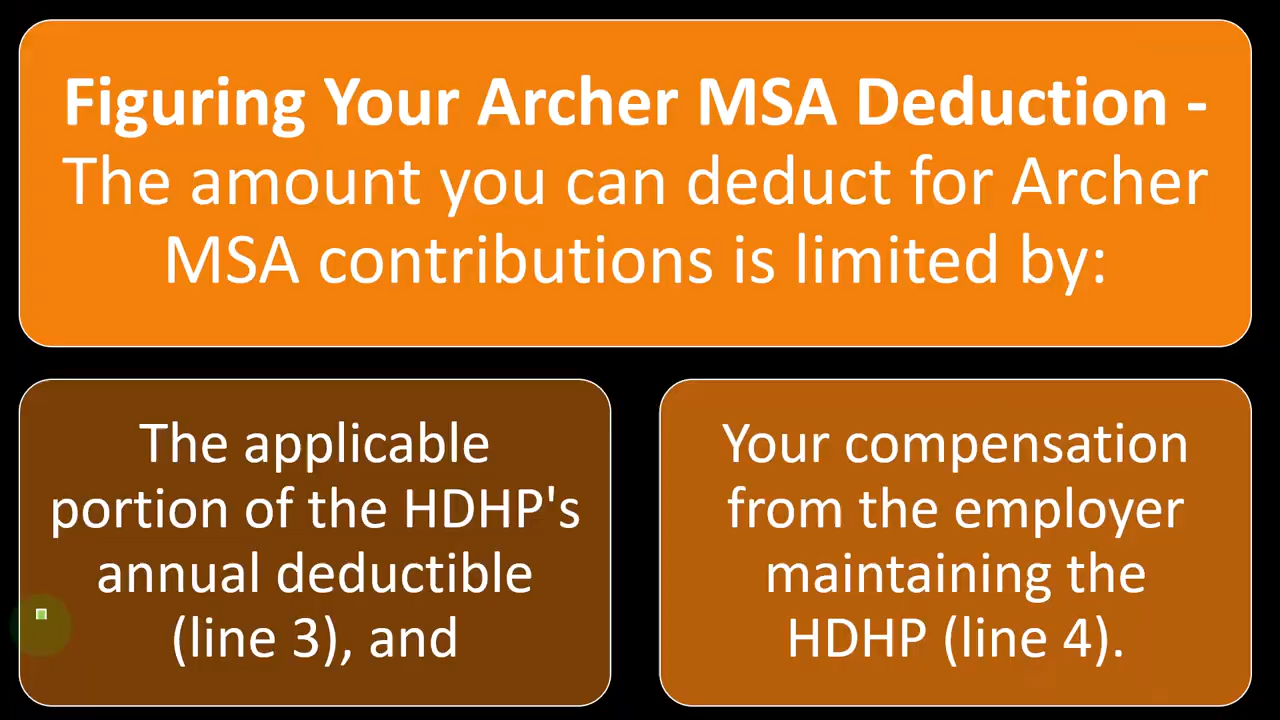 Figuring Your Archer MSA Deduction -
The amount you can deduct for Archer
MSA contributions is limited by:
The applicable
portion of the HDHP's
annual deductible
(line 3), and
Your compensation
from the employer
maintaining the
HDHP (line 4).